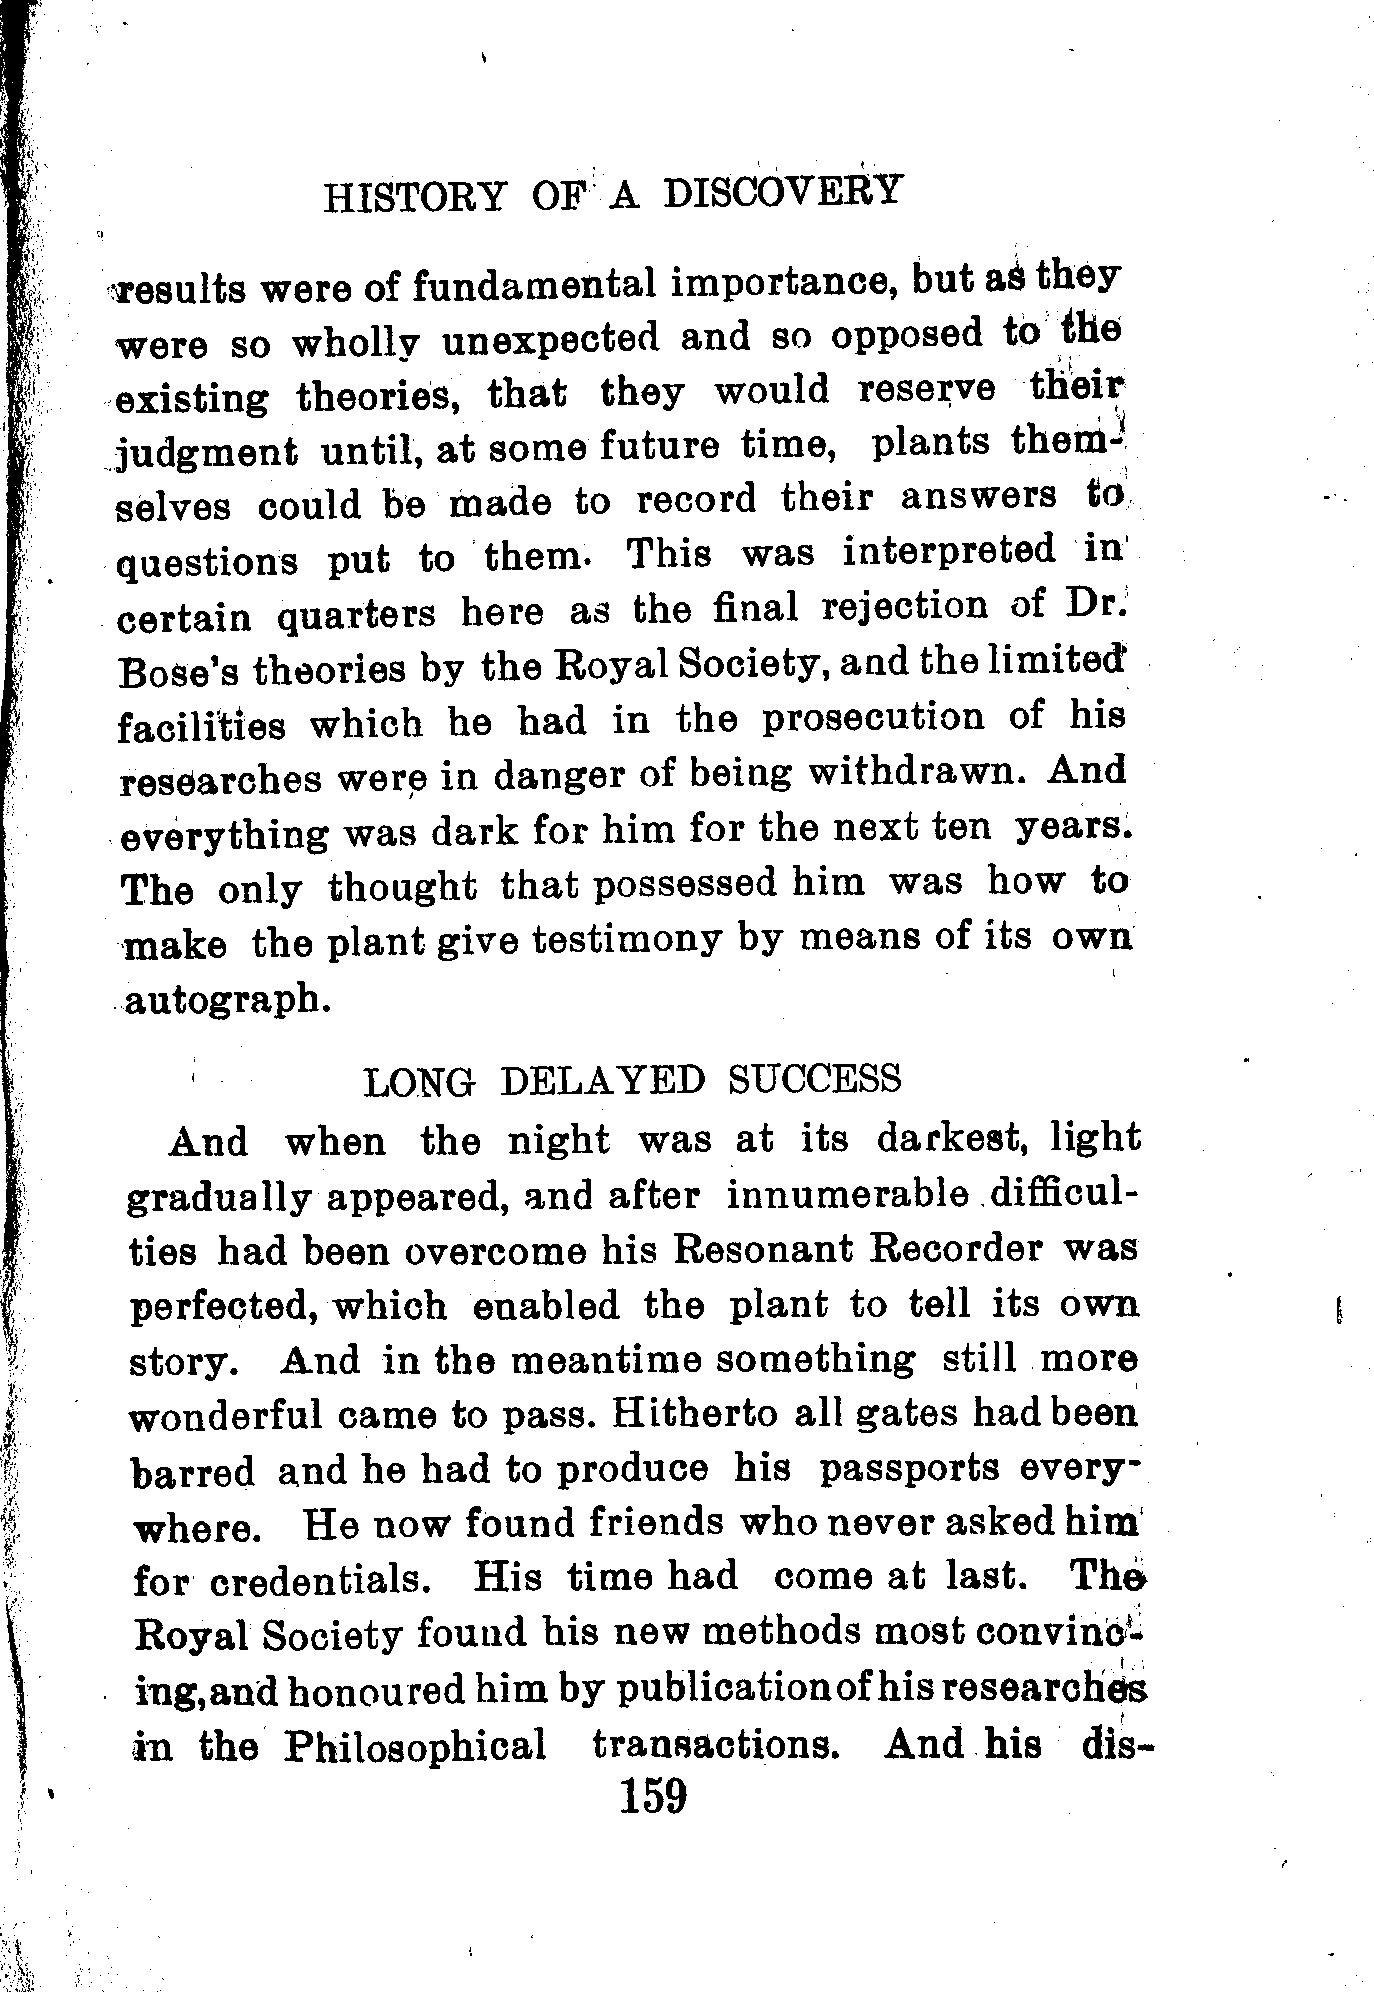 HISTORY OF A DISCOVERY
results were of fundamental importance, but as they
were so wholly unexpected and so opposed to the
existing theories, that they would reserve their
judgment until, at some future time, plants them-
selves could be made to record their answers to
questions put to them. This was interpreted in
certain quarters here as the final rejection of Dr.
Bose's theories by the Royal Society, and the limited
facilities which he had in the prosecution of his
researches were in danger of being withdrawn. And
everything was dark for him for the next ten years.
The only thought that possessed him was how to
make the plant give testimony by means of its own
autograph.
LONG DELAYED SUCCESS
And when the night was at its darkest, light
gradually appeared, and after innumerable difficul-
ties had been overcome his Resonant Recorder was
perfected, which enabled the plant to tell its own
story. And in the meantime something still more
wonderful came to pass. Hitherto all gates had been
barred and he had to produce his passports every-
where. He now found friends who never asked him
for credentials. His time had come at last. The
Royal Society found his new methods most convinc-
ing, and honoured him by publication of his researches
in the Philosophical transactions. And his dis-
159